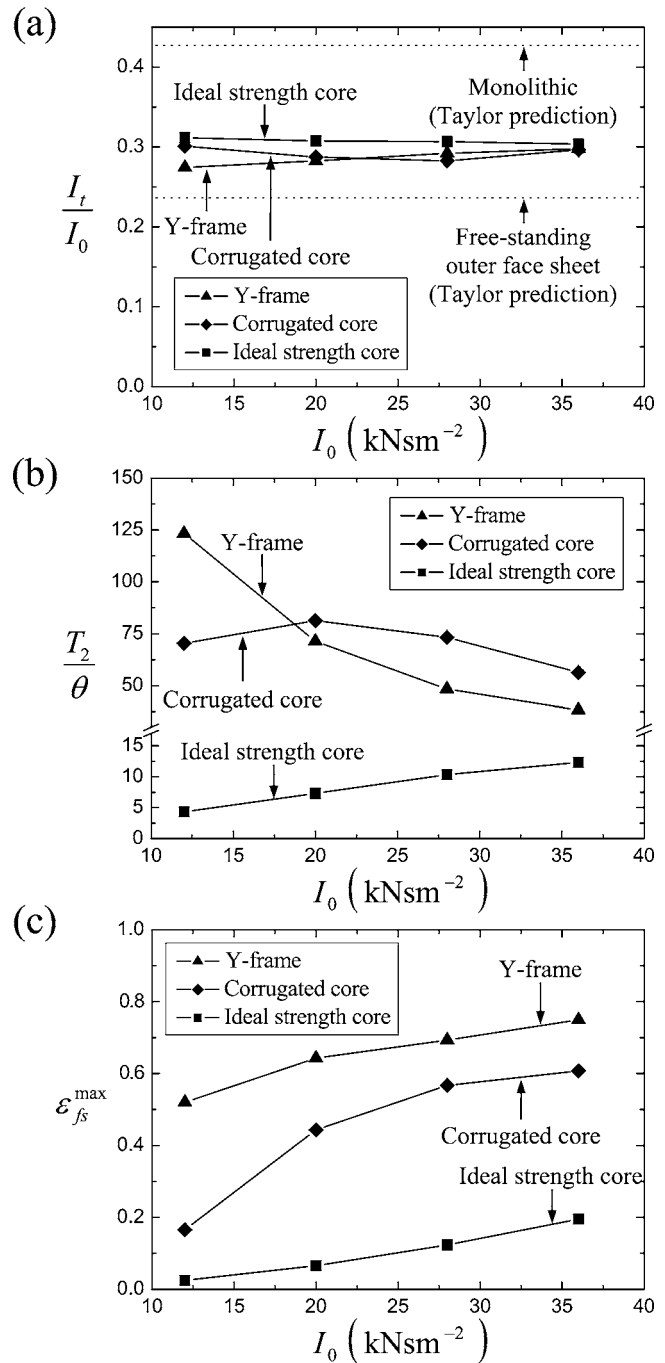 (a)
0.4
0.3
0.2
0.1
0.0
I_t
I_0
Ideal strength core
Monolithic
(Taylor prediction)
Y-frame
Corrugated core
Free-standing
outer face sheet
(Taylor prediction)
Y-frame
Corrugated core
Ideal strength core
10 15 20 25 30 35 40
I_0 (kNsm⁻²)
(b)
150
125
100
75
50
15
10
5
0
T_2
θ
Y-frame
Corrugated core
Ideal strength core
Y-frame
Corrugated core
Ideal strength core
10 15 20 25 30 35 40
I_0 (kNsm⁻²)
(c)
1.0
0.8
0.6
0.4
0.2
0.0
ε_fs^max
Y-frame
Corrugated core
Ideal strength core
Y-frame
Corrugated core
Ideal strength core
10 15 20 25 30 35 40
I_0 (kNsm⁻²)